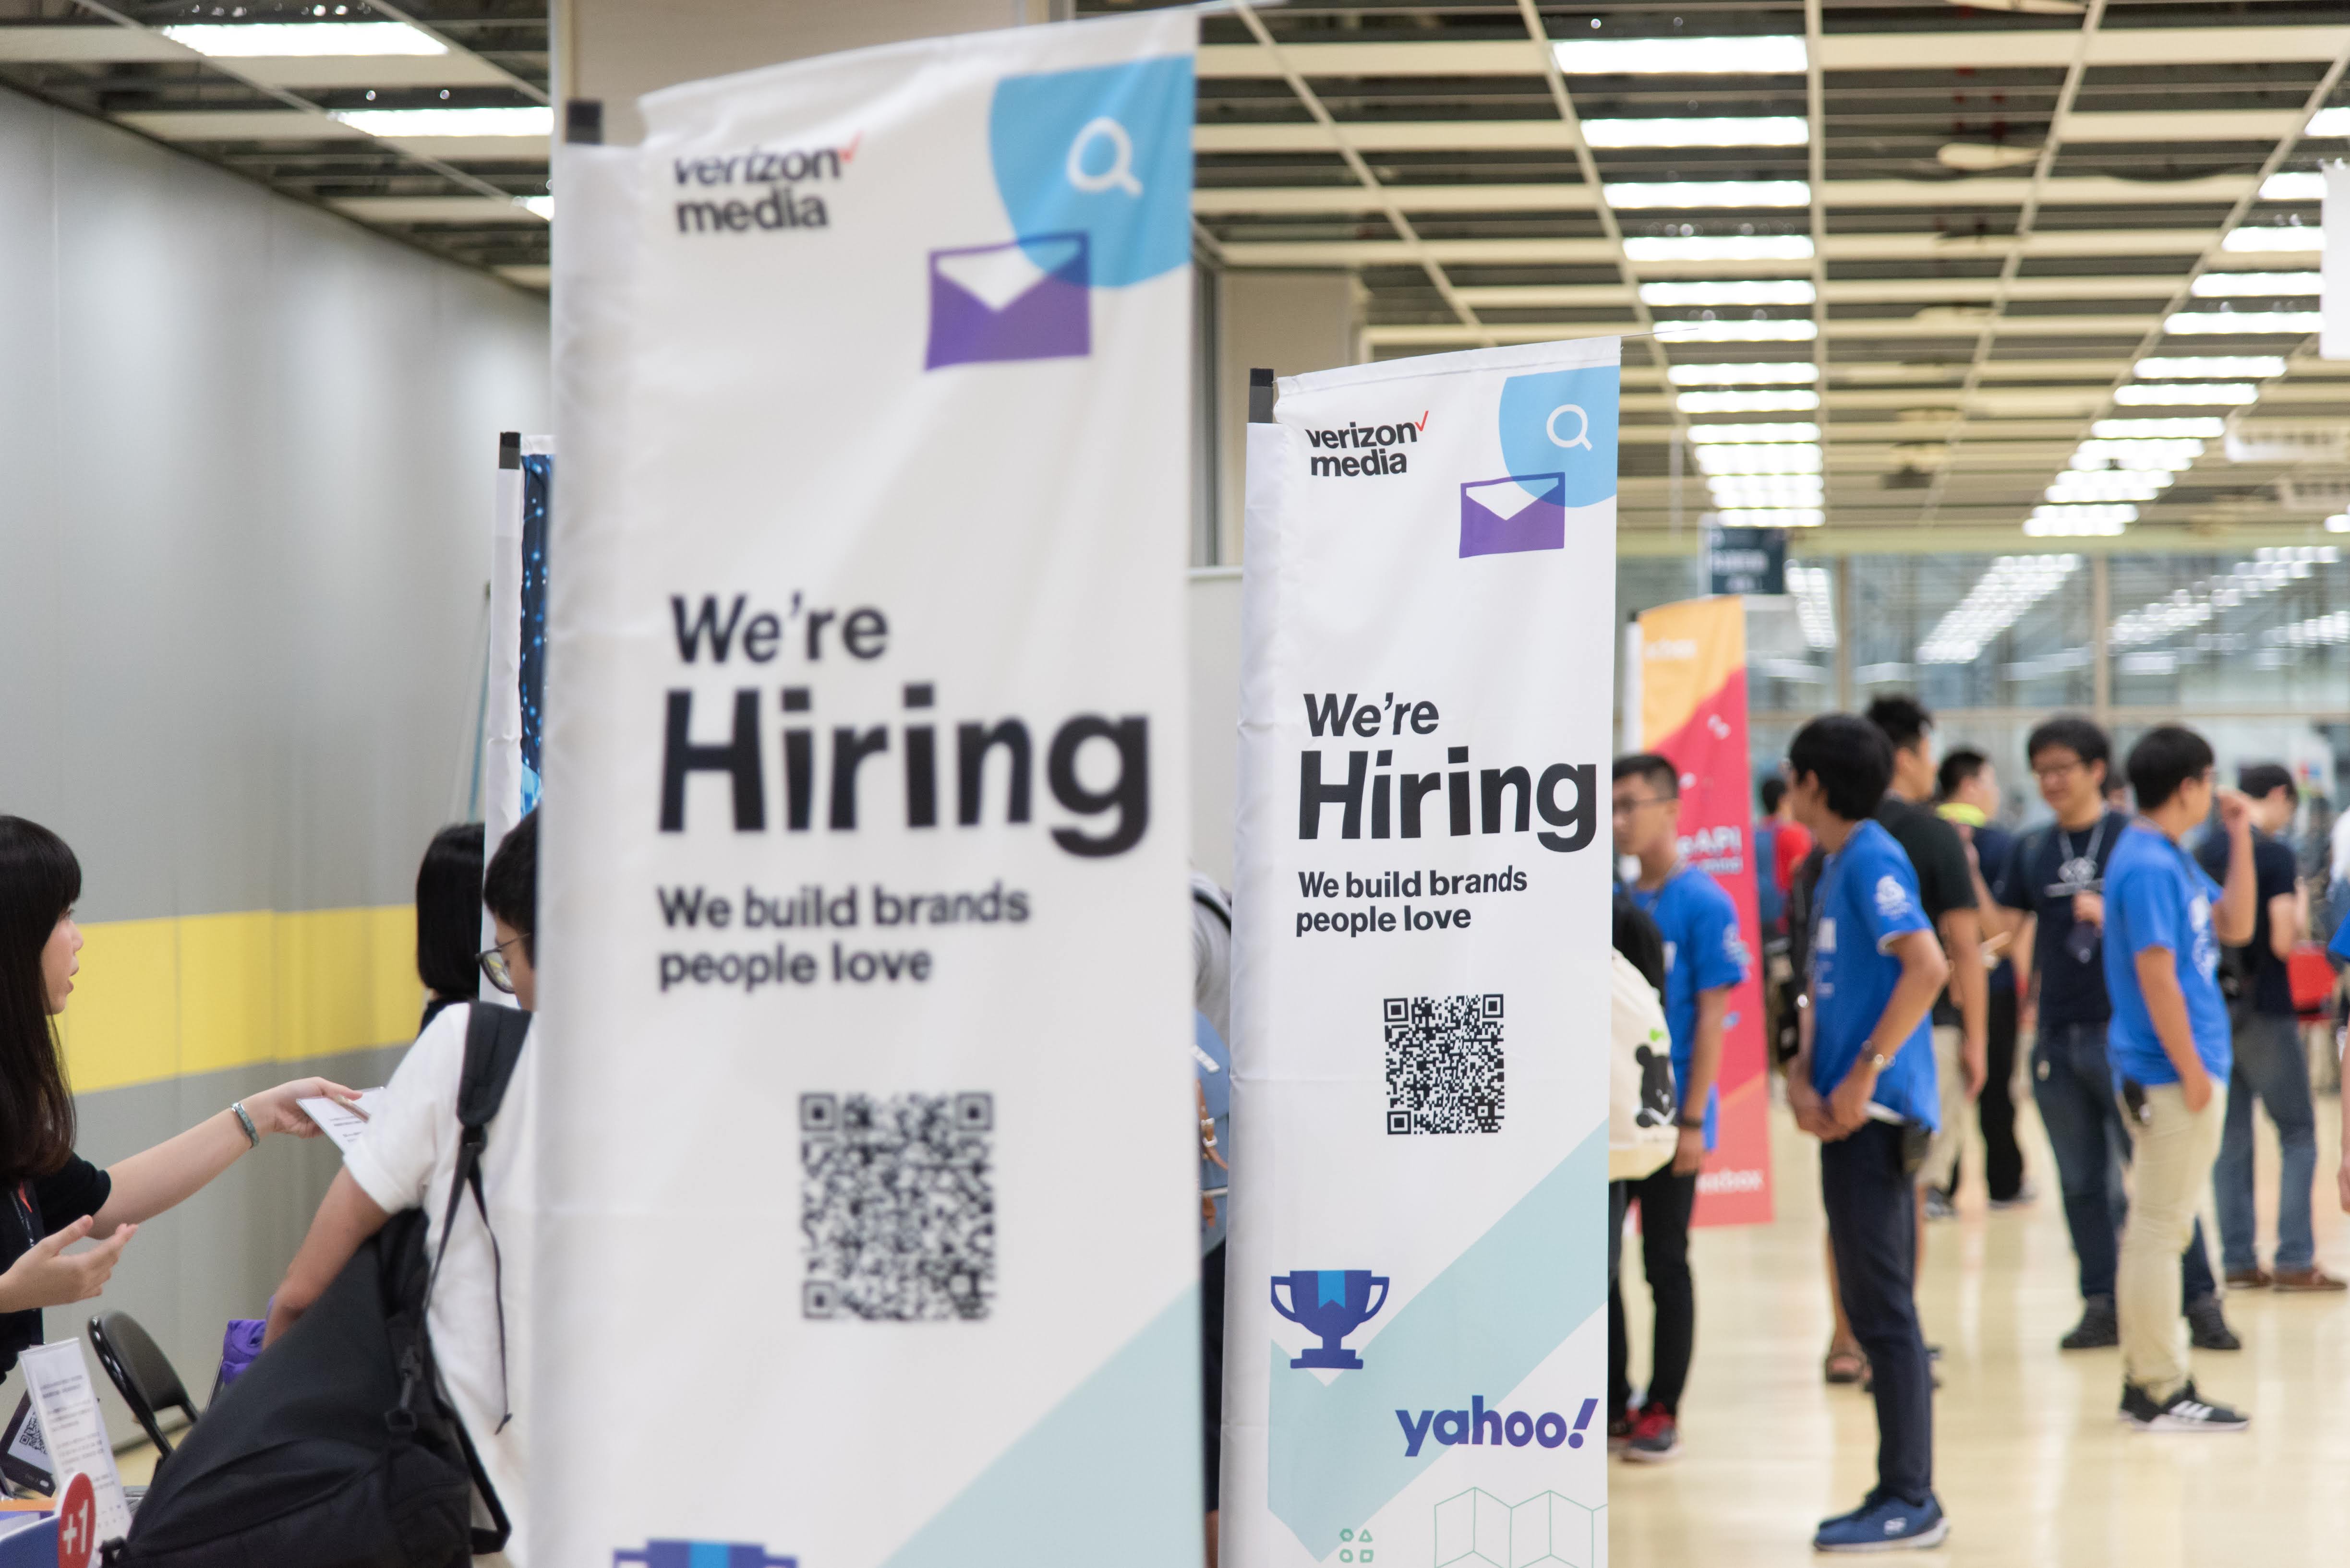 verizon
media
We're
Hiring
We build brands
people love
verizon
media
We're
Hiring
We build brands
people love
yahoo!
+1